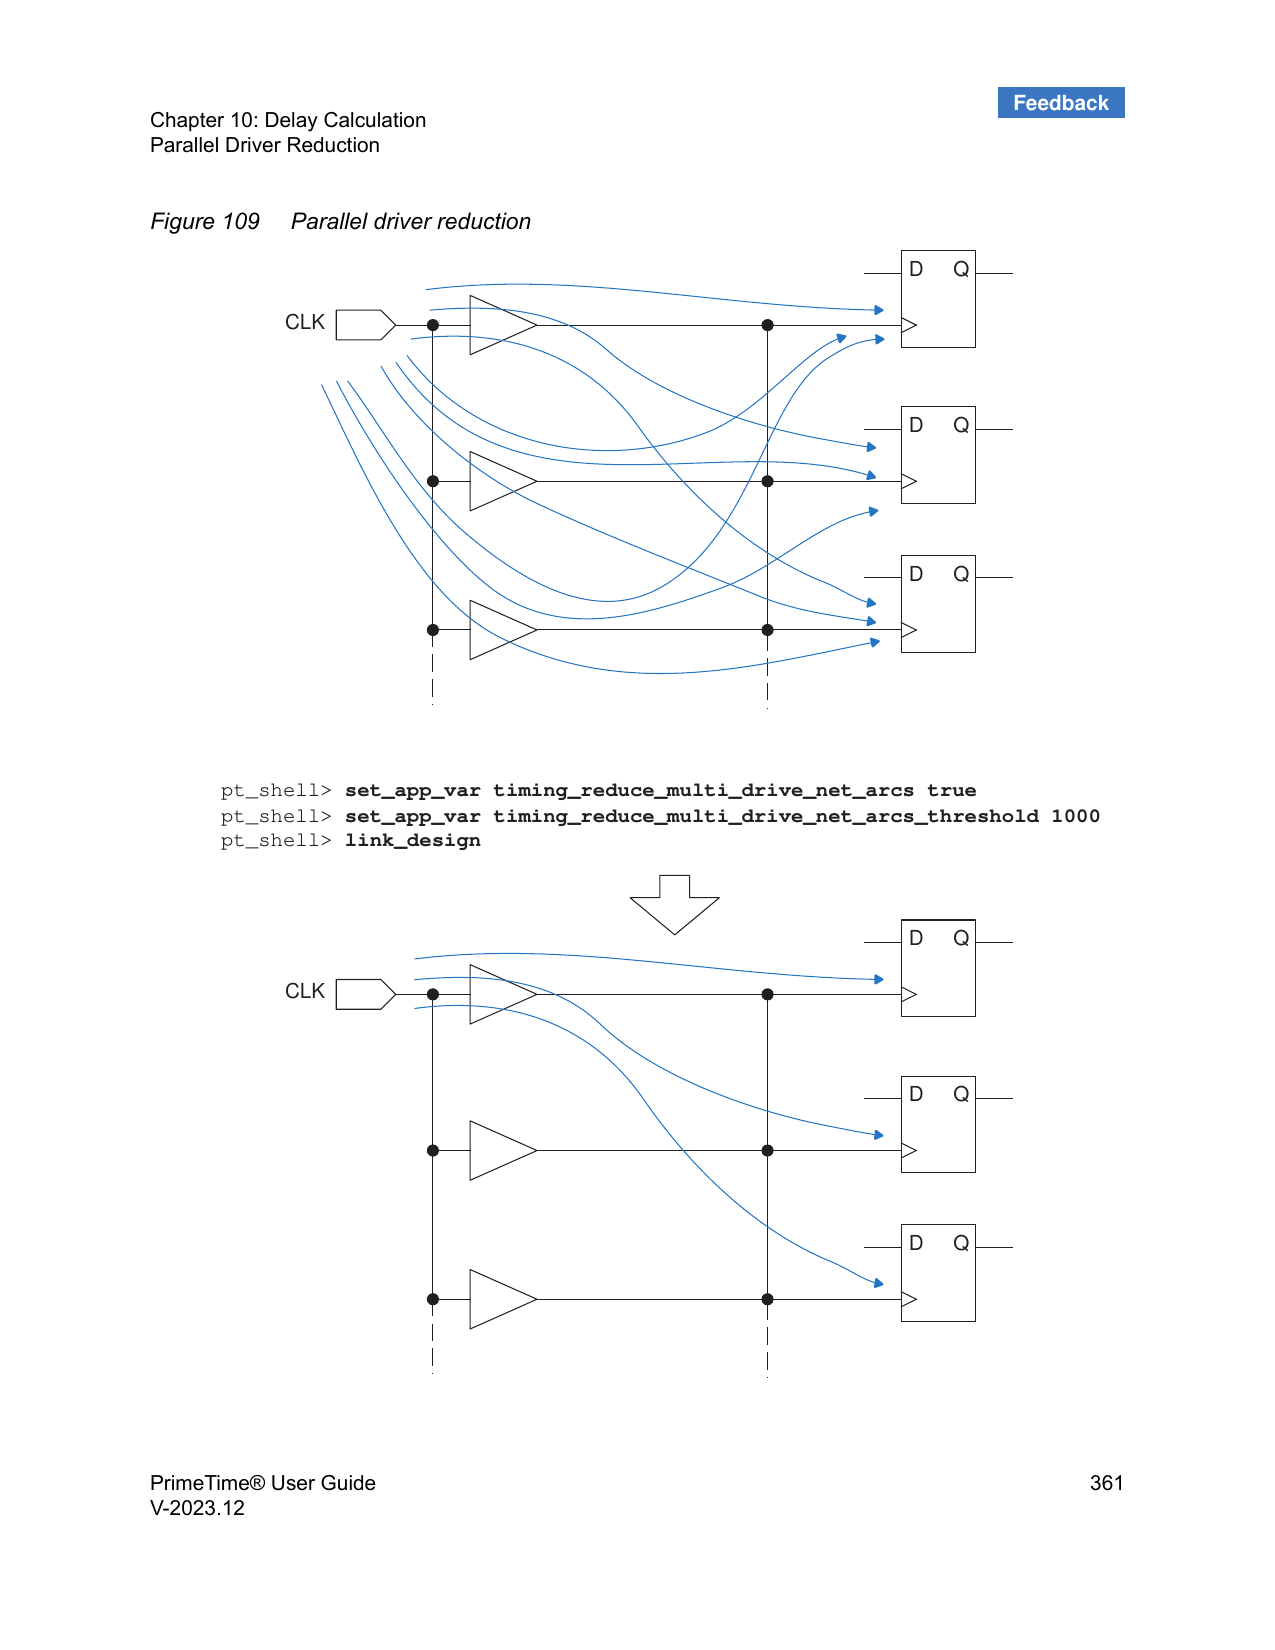 Feedback
Chapter 10: Delay Calculation
Parallel Driver Reduction
Figure 109 Parallel driver reduction
D Q
CLK
D Q
D Q
pt_shell> set_app_var timing_reduce_multi_drive_net_arcs true
pt_shell> set_app_var timing_reduce_multi_drive_net_arcs_threshold 1000
pt_shell> link_design
D Q
CLK
D Q
D Q
PrimeTime® User Guide 361
V-2023.12